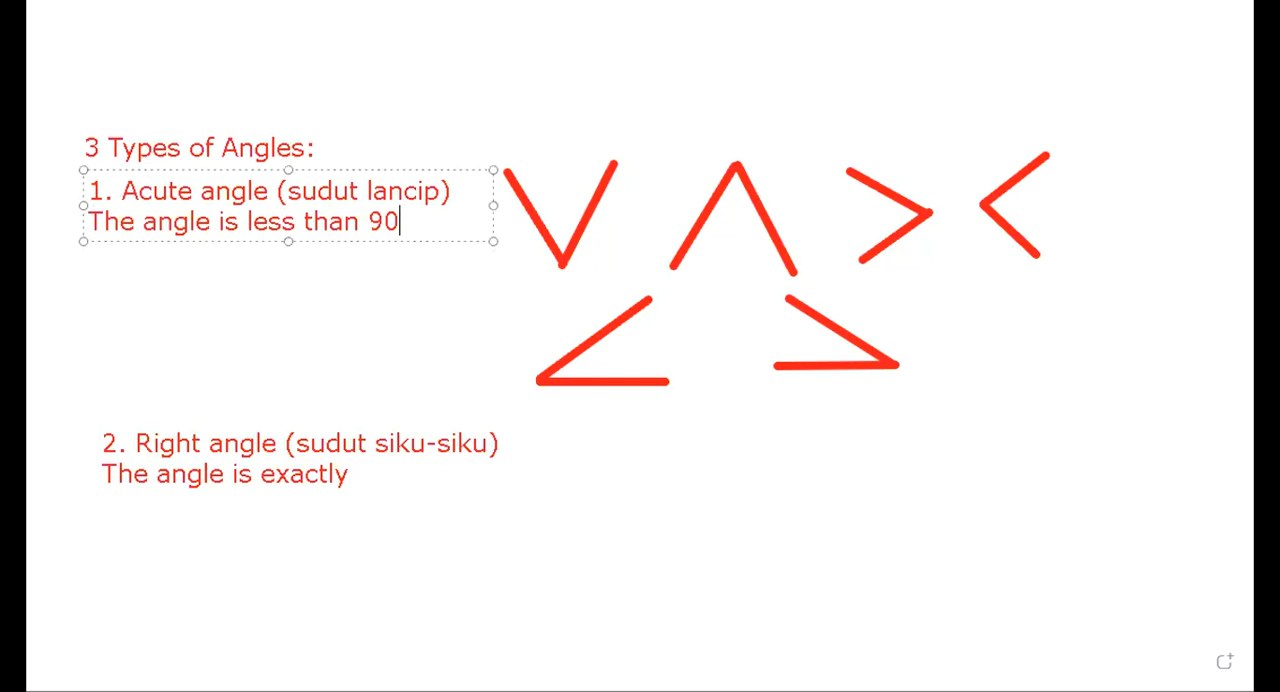 3 Types of Angles:
1. Acute angle (sudut lancip)
The angle is less than 90
2. Right angle (sudut siku-siku)
The angle is exactly